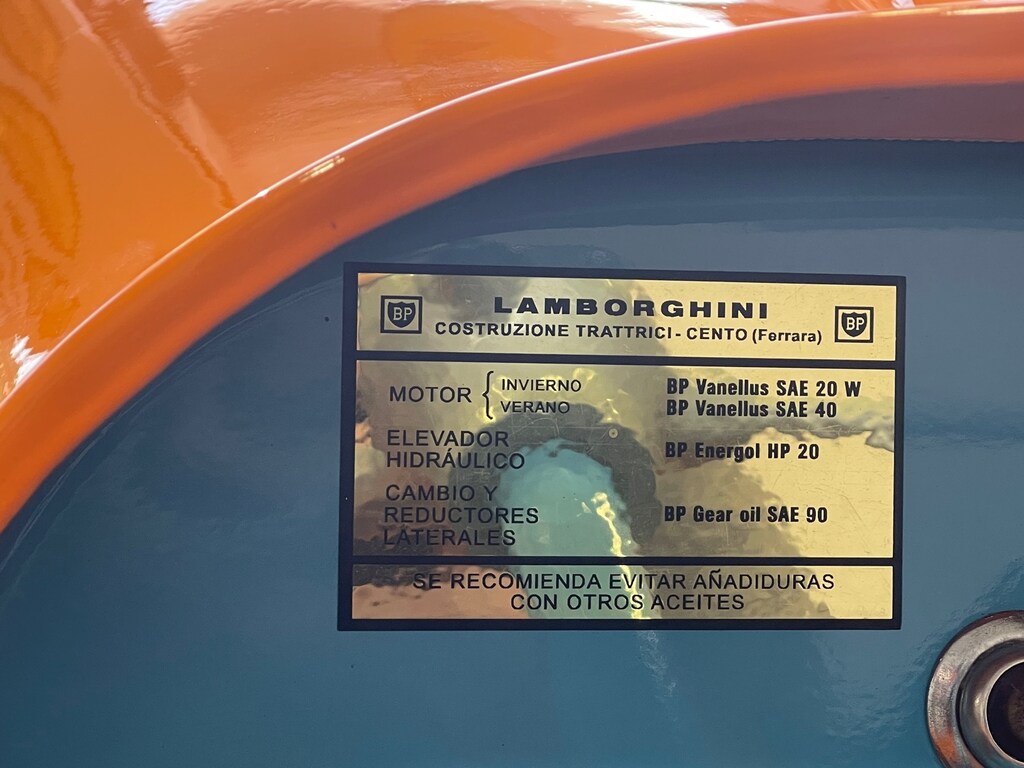 BP LAMBORGHINI BP
COSTRUZIONE TRATTRICI - CENTO (Ferrara)
MOTOR { INVIERNO BP Vanellus SAE 20 W
VERANO BP Vanellus SAE 40
ELEVADOR
HIDRÁULICO BP Energol HP 20
CAMBIO Y
REDUCTORES BP Gear oil SAE 90
LATERALES
SE RECOMIENDA EVITAR AÑADIDURAS
CON OTROS ACEITES